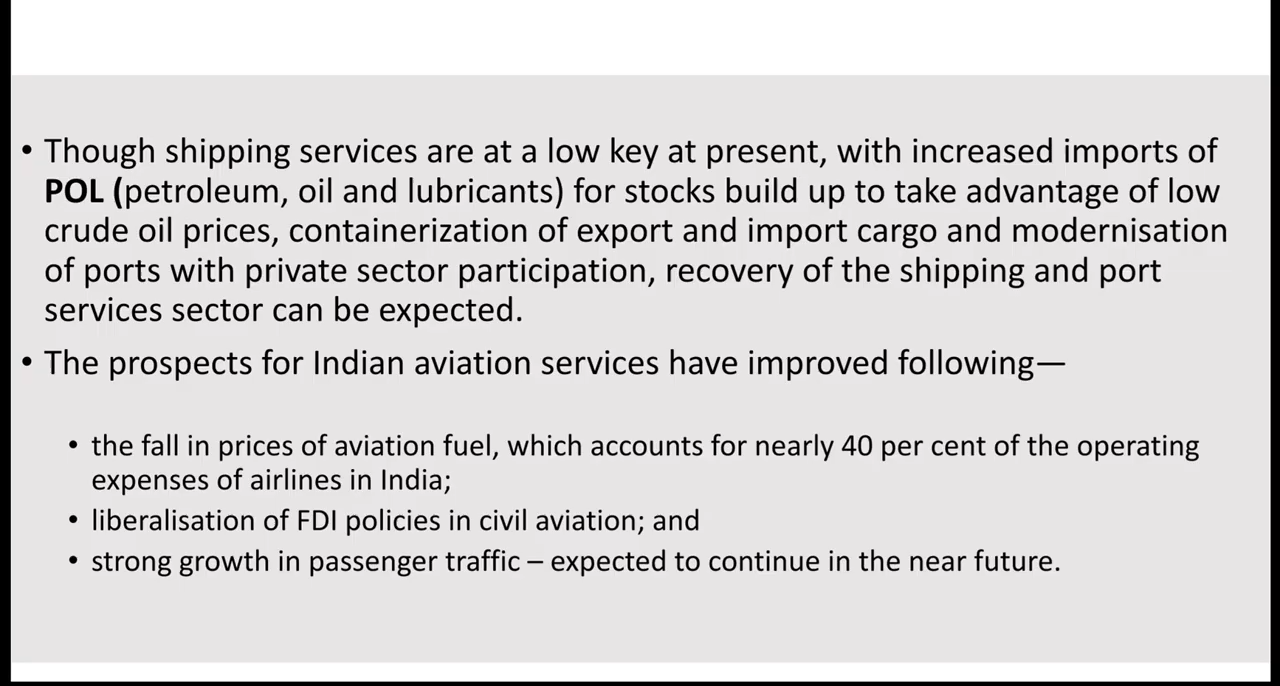 • Though shipping services are at a low key at present, with increased imports of
POL (petroleum, oil and lubricants) for stocks build up to take advantage of low
crude oil prices, containerization of export and import cargo and modernisation
of ports with private sector participation, recovery of the shipping and port
services sector can be expected.
• The prospects for Indian aviation services have improved following—
• the fall in prices of aviation fuel, which accounts for nearly 40 per cent of the operating
expenses of airlines in India;
• liberalisation of FDI policies in civil aviation; and
• strong growth in passenger traffic – expected to continue in the near future.